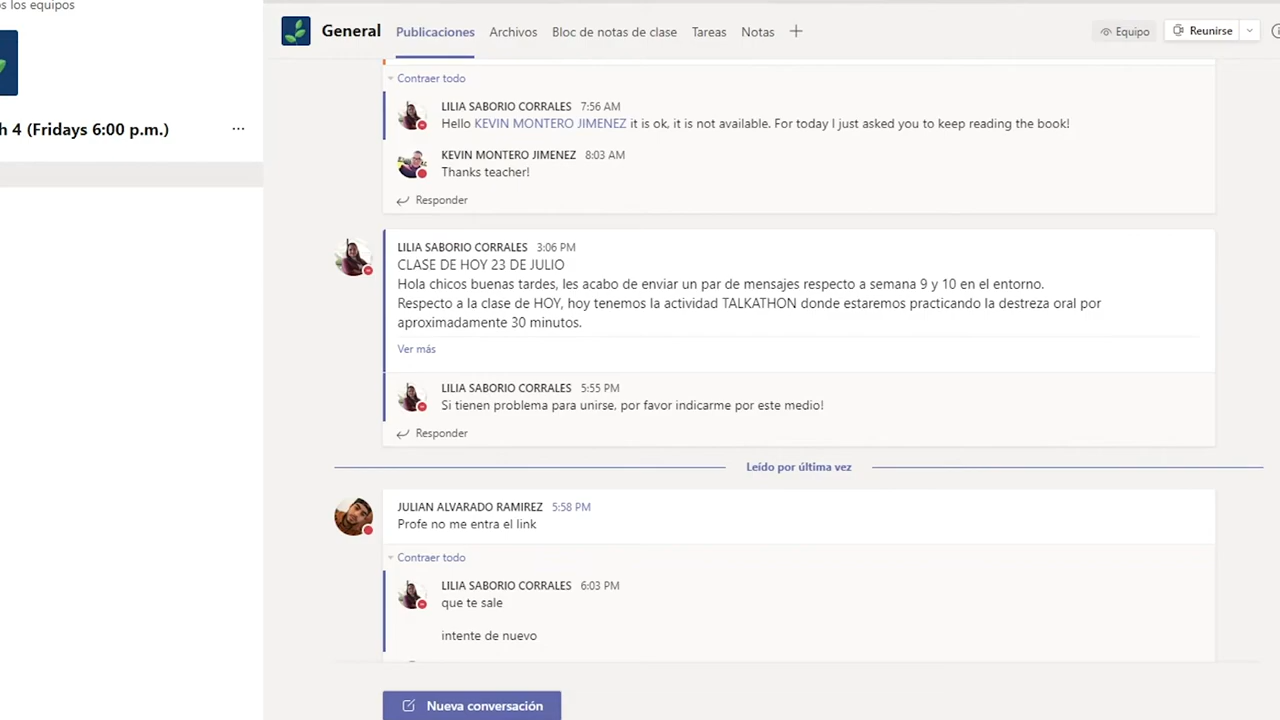 os los equipos
General
Publicaciones
Archivos
Bloc de notas de clase
Tareas
Notas
Equipo
Reunirse
h 4 (Fridays 6:00 p.m.)
Contraer todo
LILIA SABORIO CORRALES 7:56 AM
Hello KEVIN MONTERO JIMENEZ it is ok, it is not available. For today I just asked you to keep reading the book!
KEVIN MONTERO JIMENEZ 8:03 AM
Thanks teacher!
Responder
LILIA SABORIO CORRALES 3:06 PM
CLASE DE HOY 23 DE JULIO
Hola chicos buenas tardes, les acabo de enviar un par de mensajes respecto a semana 9 y 10 en el entorno.
Respecto a la clase de HOY, hoy tenemos la actividad TALKATHON donde estaremos practicando la destreza oral por
aproximadamente 30 minutos.
Ver más
LILIA SABORIO CORRALES 5:55 PM
Si tienen problema para unirse, por favor indicarme por este medio!
Responder
Leído por última vez
JULIAN ALVARADO RAMIREZ 5:58 PM
Profe no me entra el link
Contraer todo
LILIA SABORIO CORRALES 6:03 PM
que te sale
intente de nuevo
Nueva conversación